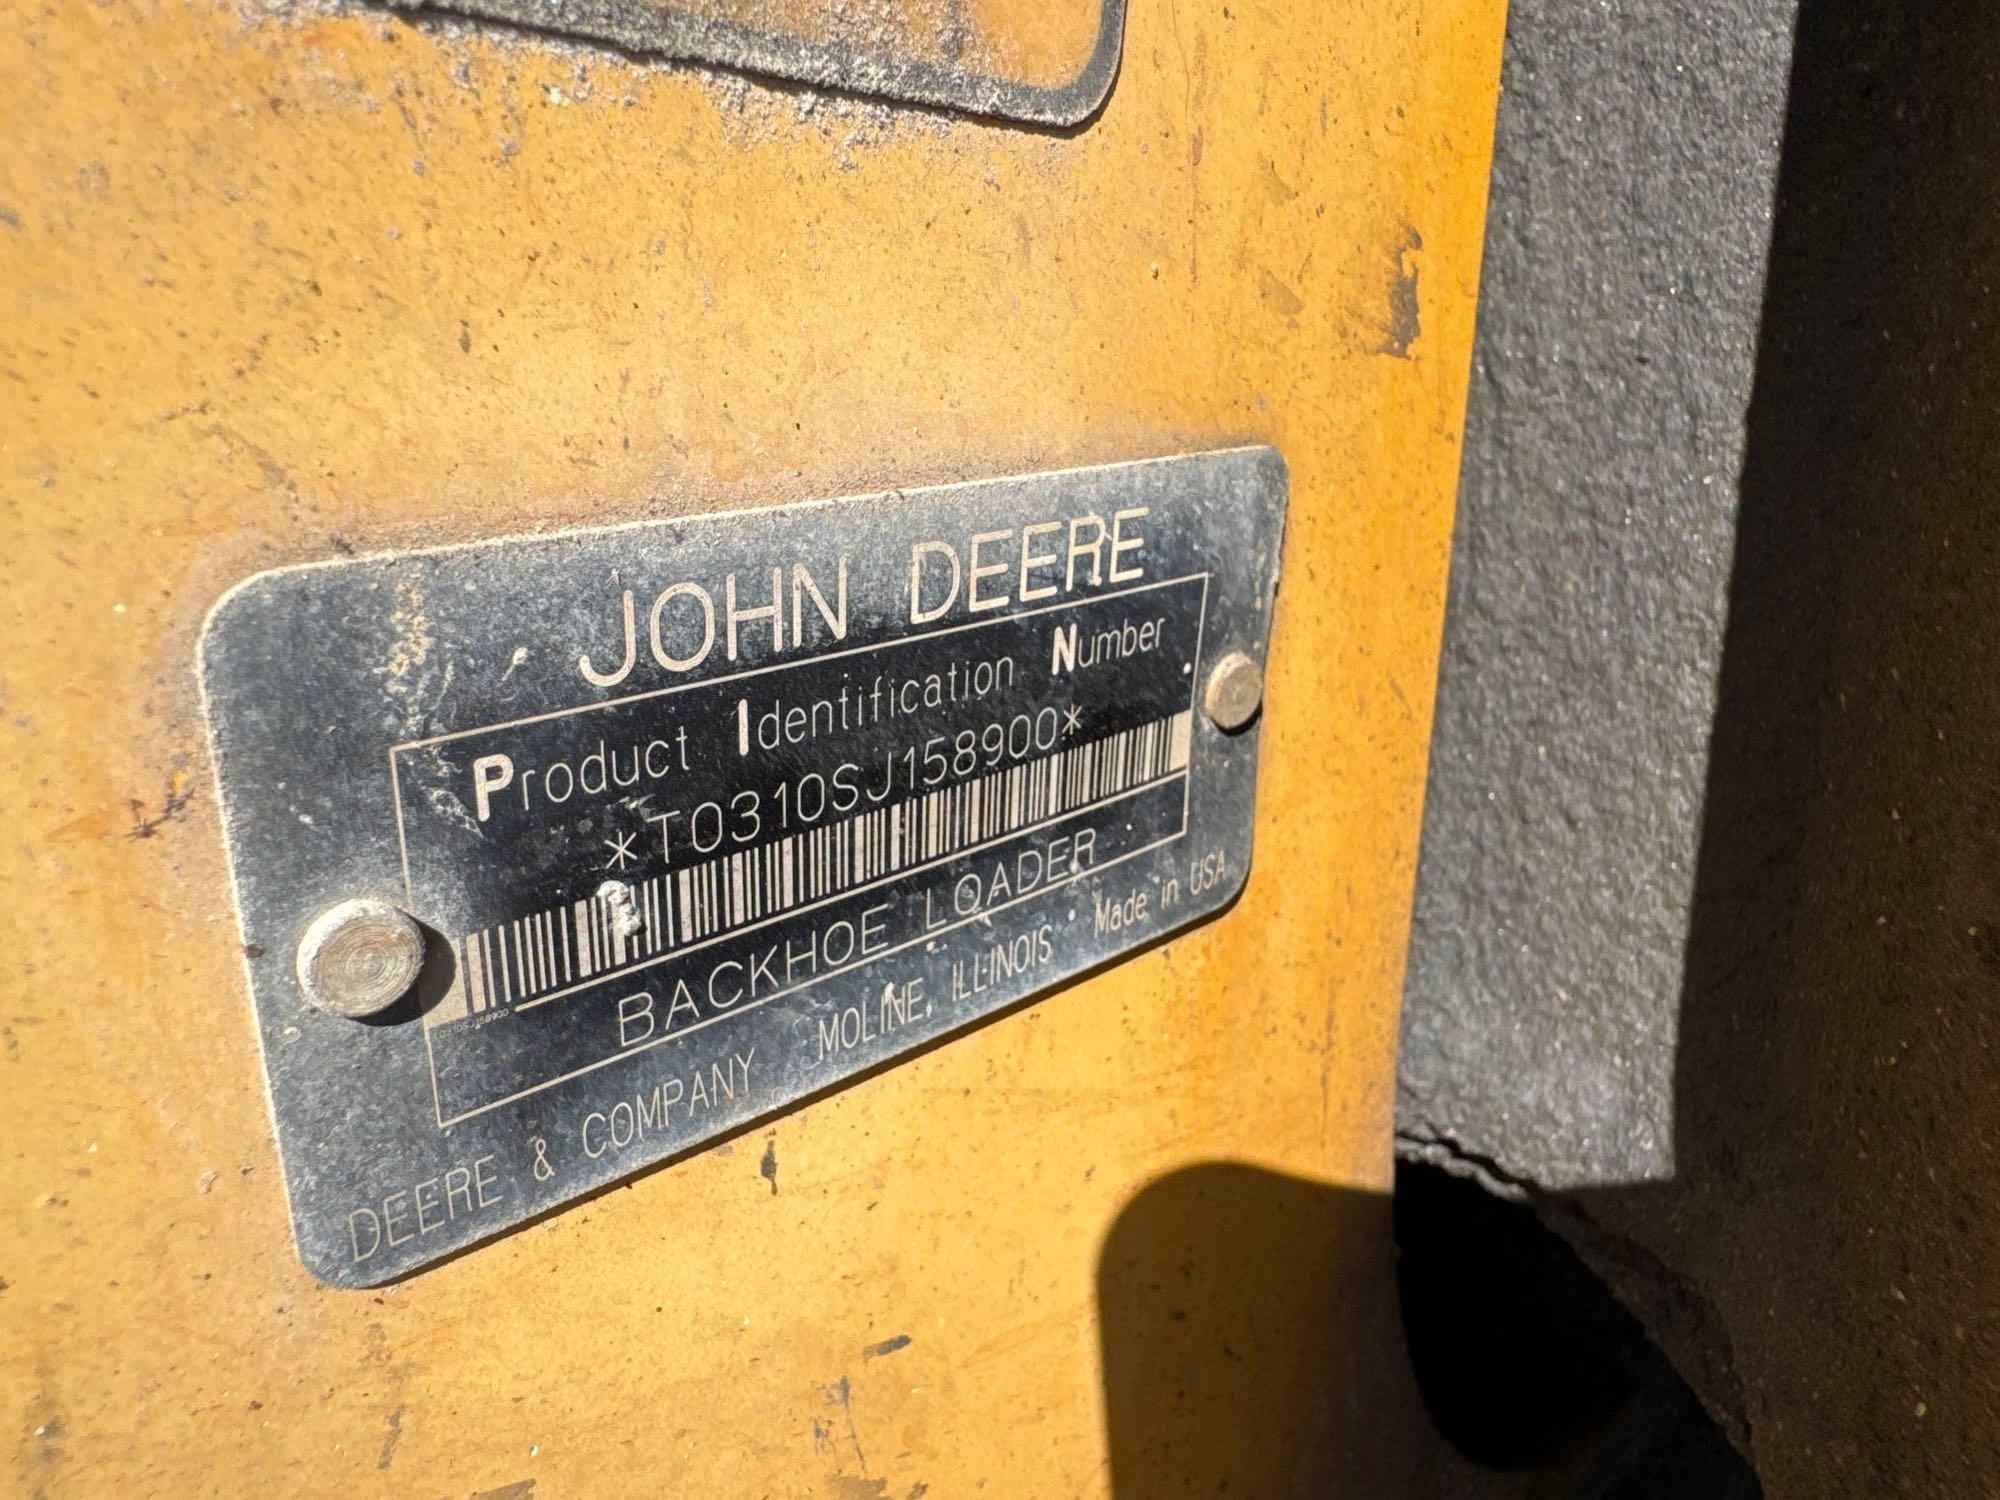 JOHN DEERE
Product Identification Number
*T0310SJ158900*
BACKHOE LOADER
DEERE & COMPANY MOLINE, ILLINOIS Made in USA